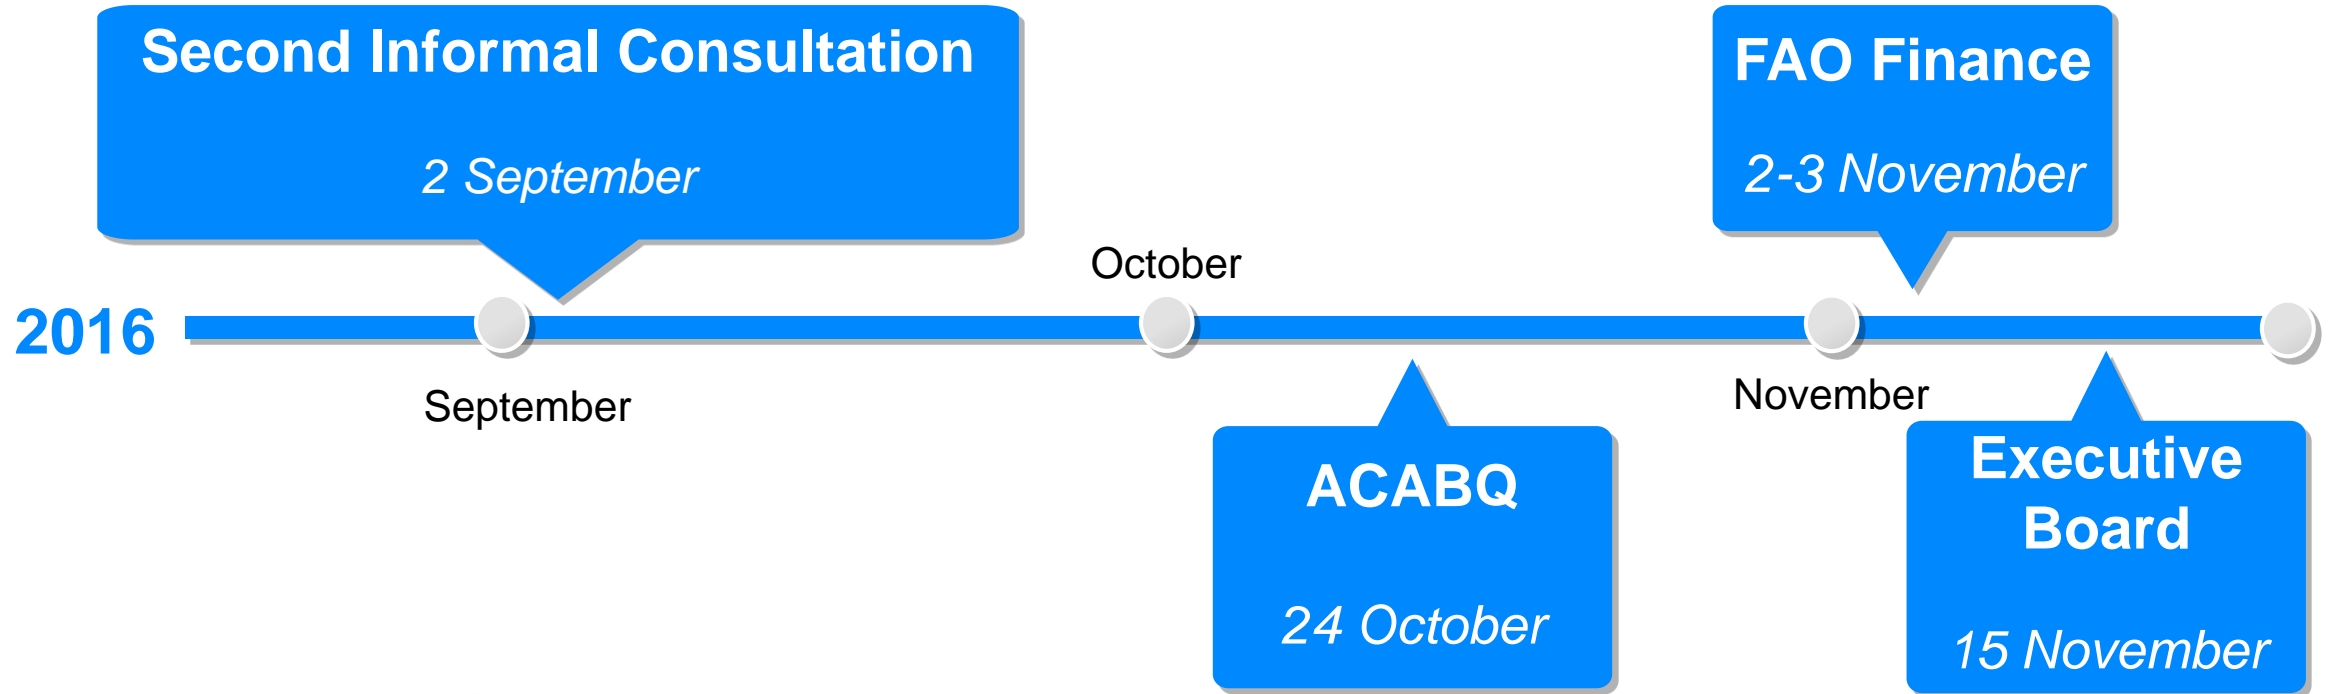 Second Informal Consultation
2 September
FAO Finance
2-3 November
October
2016
September
November
ACABQ
24 October
Executive
Board
15 November